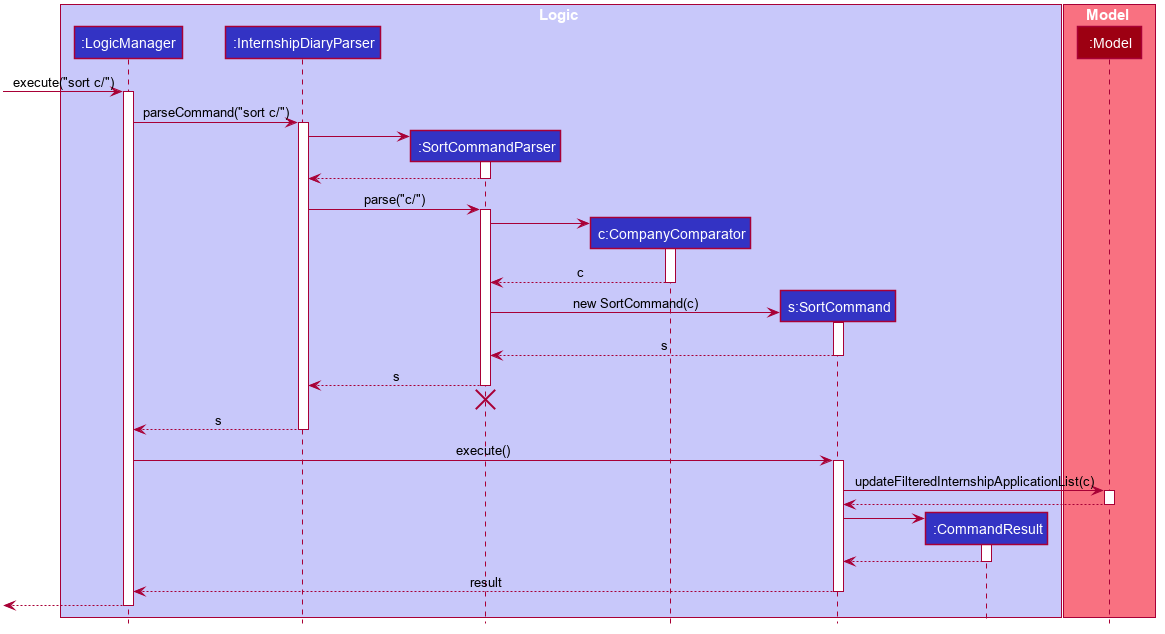 Logic
Model
:LogicManager
:InternshipDiaryParser
:Model
execute("sort c/")
parseCommand("sort c/")
:SortCommandParser
parse("c/")
c:CompanyComparator
c
new SortCommand(c)
s:SortCommand
s
s
s
execute()
updateFilteredInternshipApplicationList(c)
:CommandResult
result